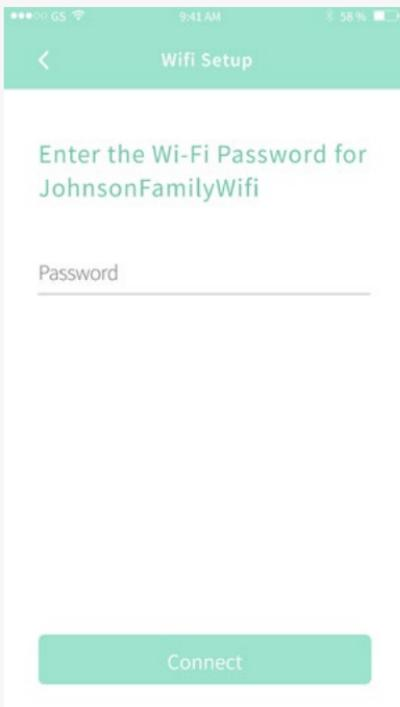 GS 9:41 AM 58%
Wifi Setup
Enter the Wi-Fi Password for
JohnsonFamilyWifi
Password
Connect